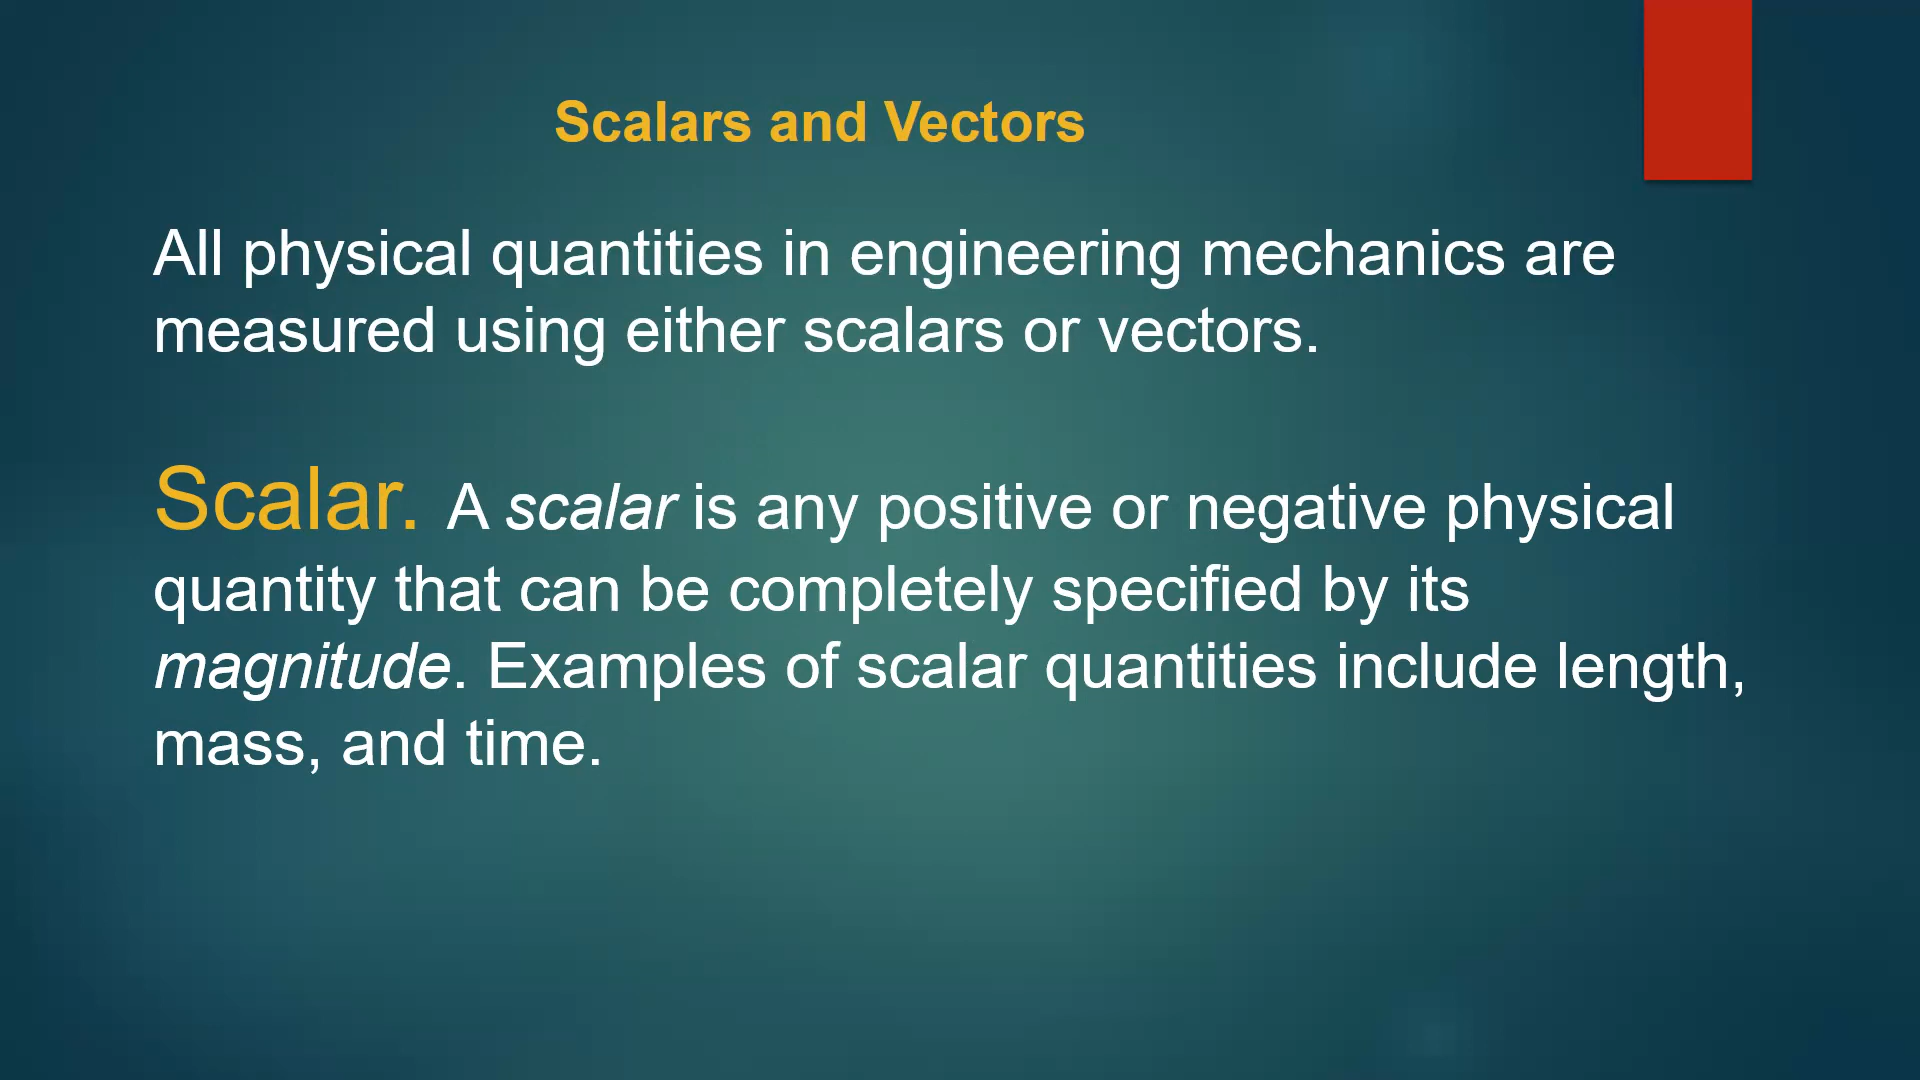 Scalars and Vectors
All physical quantities in engineering mechanics are
measured using either scalars or vectors.
Scalar. A scalar is any positive or negative physical
quantity that can be completely specified by its
magnitude. Examples of scalar quantities include length,
mass, and time.